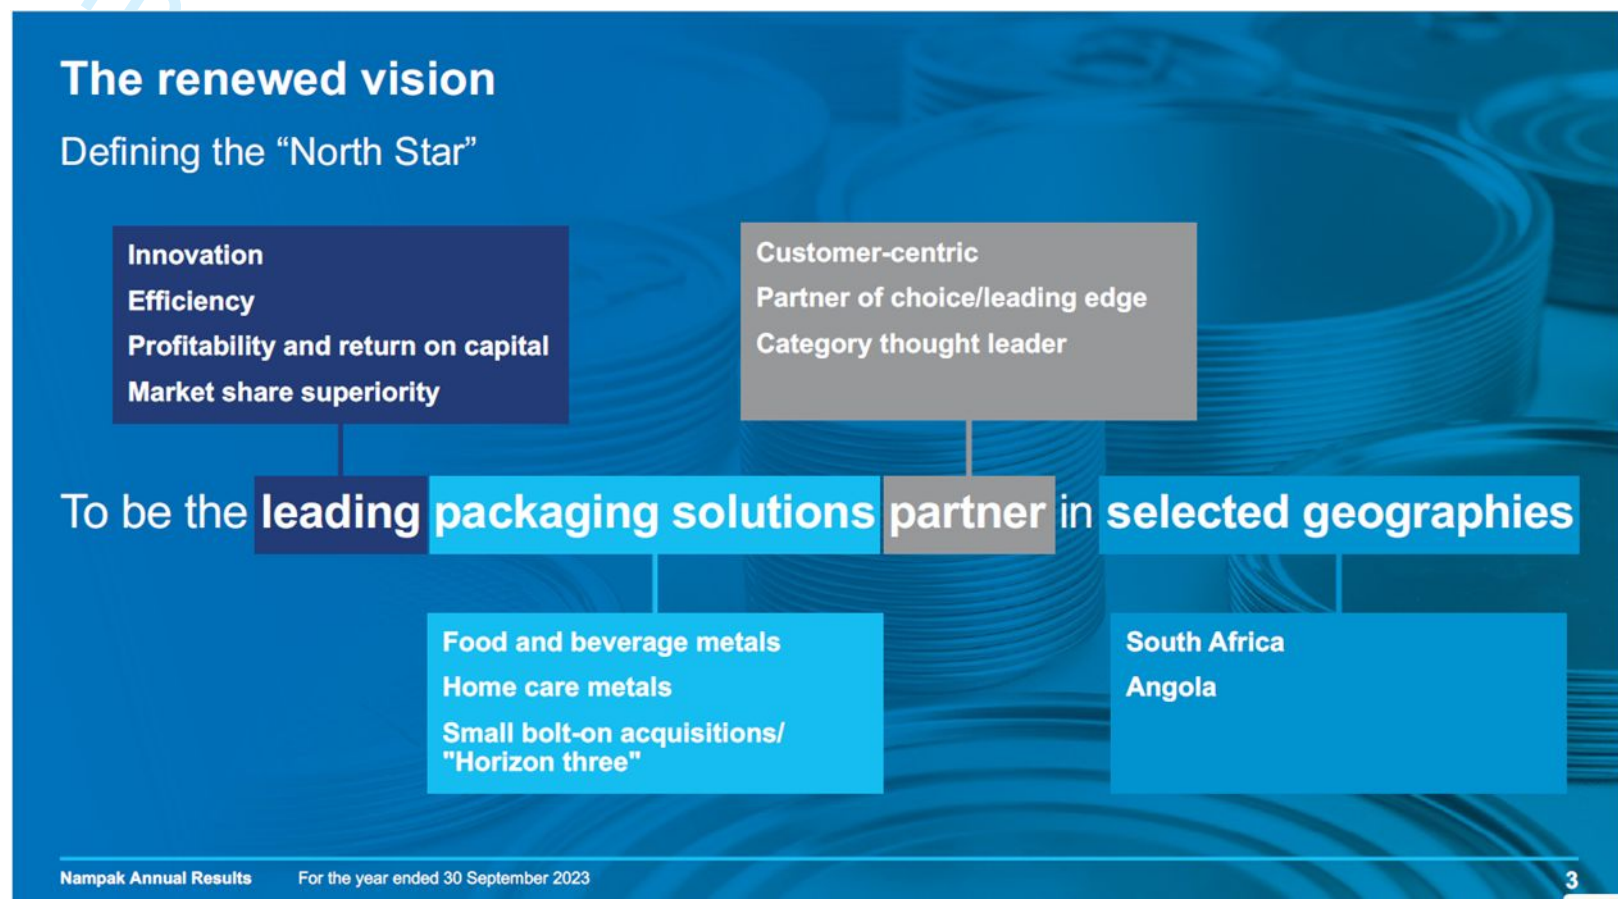 The renewed vision
Defining the “North Star”
Innovation
Efficiency
Profitability and return on capital
Market share superiority
Customer-centric
Partner of choice/leading edge
Category thought leader
To be the leading packaging solutions partner in selected geographies
Food and beverage metals
Home care metals
Small bolt-on acquisitions/
"Horizon three"
South Africa
Angola
Nampak Annual Results For the year ended 30 September 2023
3